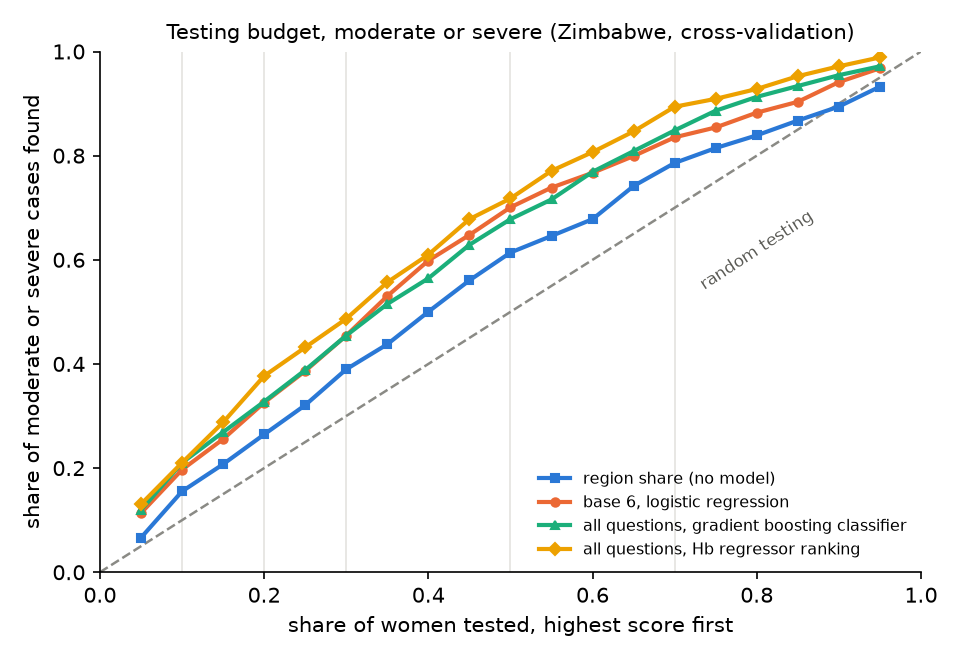 Testing budget, moderate or severe (Zimbabwe, cross-validation)
share of moderate or severe cases found
1.0
0.8
0.6
0.4
0.2
0.0
random testing
region share (no model)
base 6, logistic regression
all questions, gradient boosting classifier
all questions, Hb regressor ranking
0.0 0.2 0.4 0.6 0.8 1.0
share of women tested, highest score first